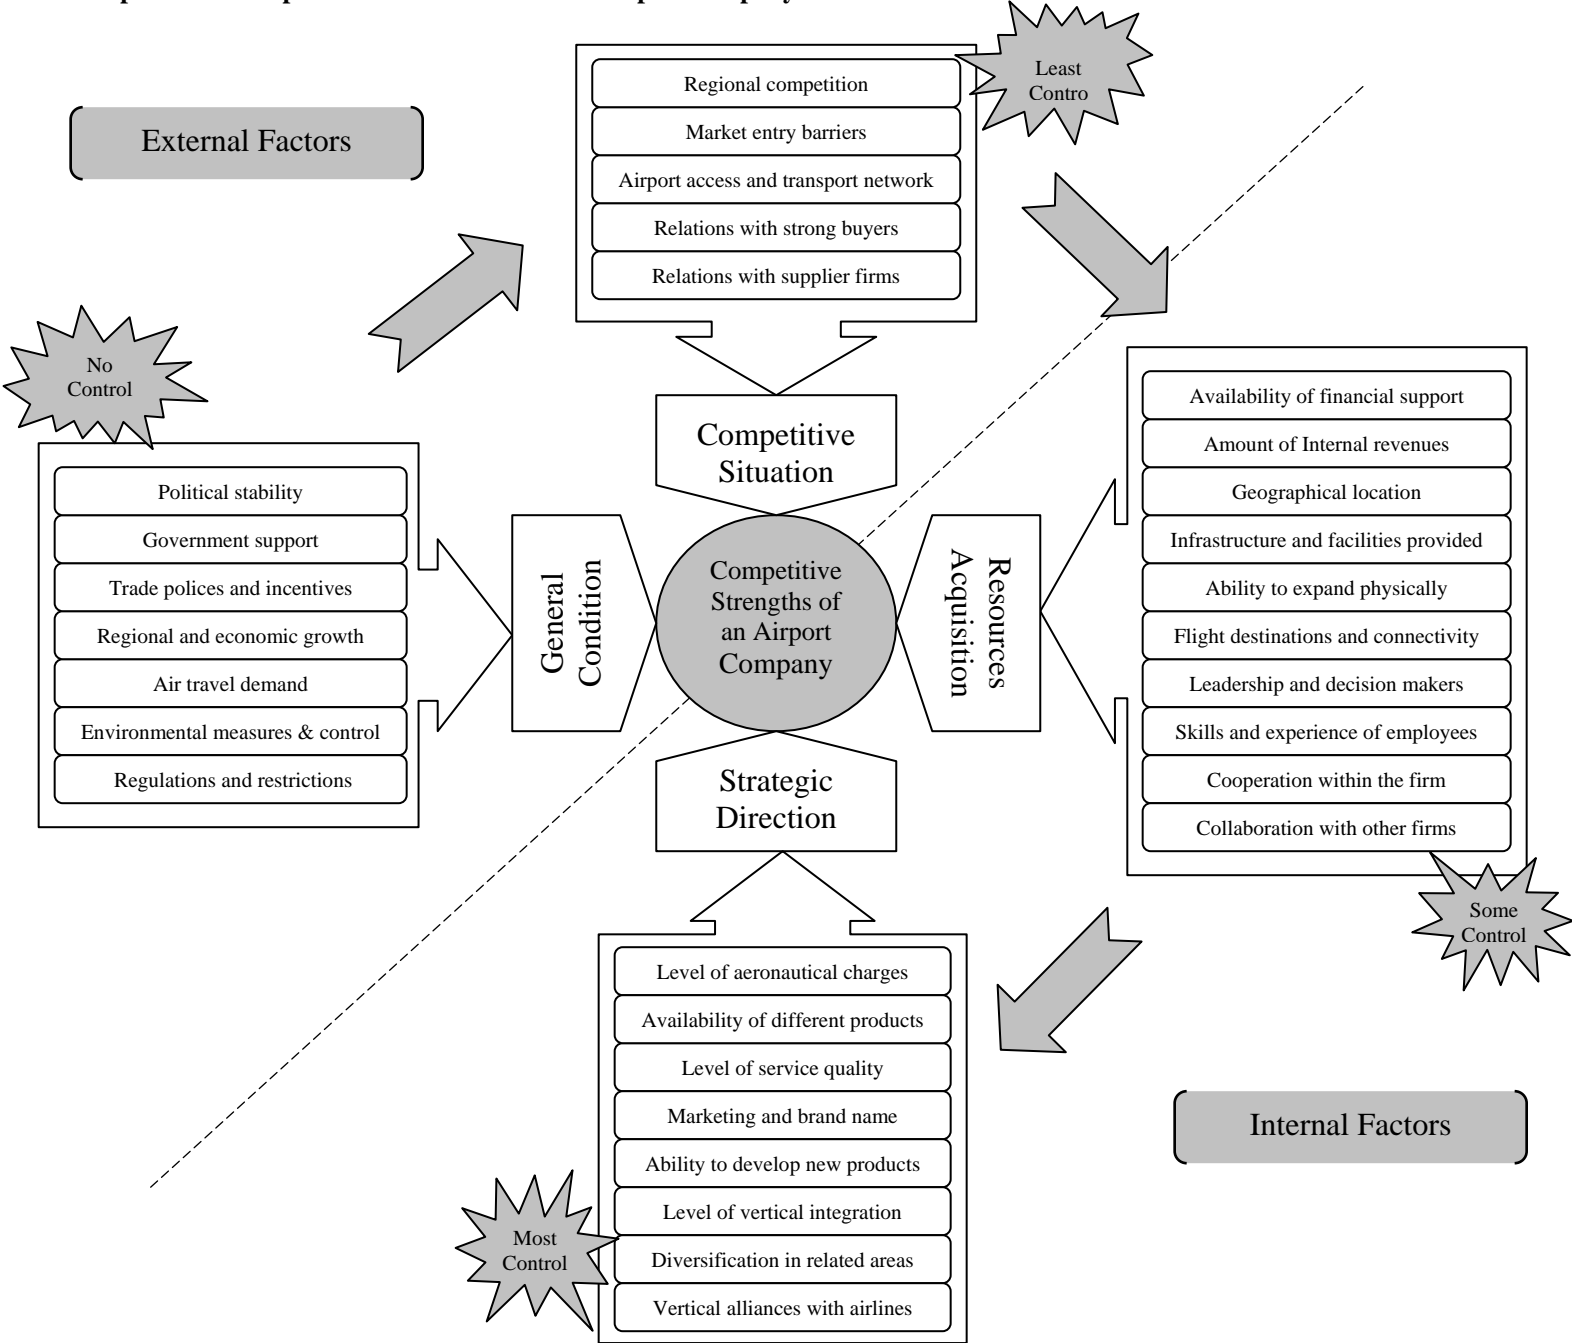 Least
Contro
External Factors
Regional competition
Market entry barriers
Airport access and transport network
Relations with strong buyers
Relations with supplier firms
No
Control
Competitive
Situation
Political stability
Government support
Trade polices and incentives
Regional and economic growth
Air travel demand
Environmental measures & control
Regulations and restrictions
General
Condition
Competitive
Strengths of
an Airport
Company
Resources
Acquisition
Availability of financial support
Amount of Internal revenues
Geographical location
Infrastructure and facilities provided
Ability to expand physically
Flight destinations and connectivity
Leadership and decision makers
Skills and experience of employees
Cooperation within the firm
Collaboration with other firms
Some
Control
Strategic
Direction
Level of aeronautical charges
Availability of different products
Level of service quality
Marketing and brand name
Ability to develop new products
Level of vertical integration
Diversification in related areas
Vertical alliances with airlines
Most
Control
Internal Factors